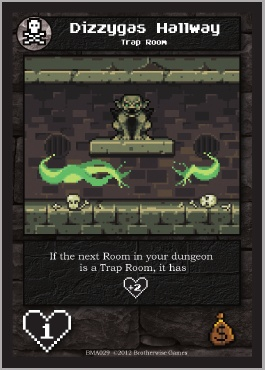 Dizzygas Hallway
Trap Room
If the next Room in your dungeon
is a Trap Room, it has
+2
1
BMA029 ©2012 Brotherwise Games